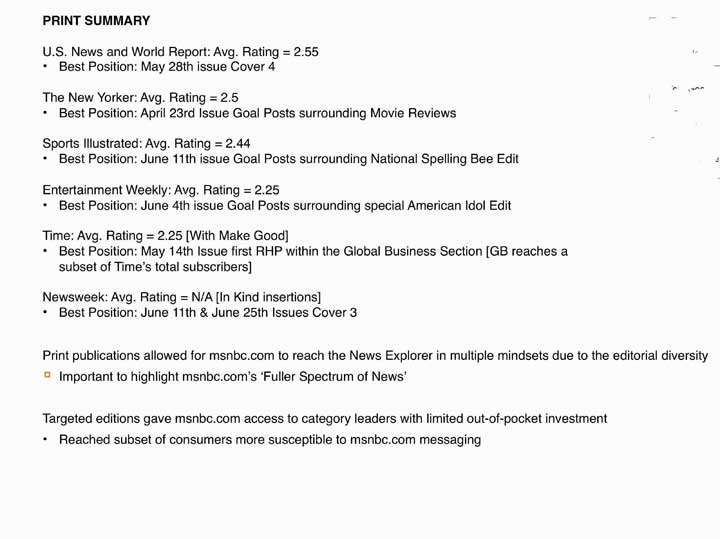 PRINT SUMMARY
U.S. News and World Report: Avg. Rating = 2.55
• Best Position: May 28th issue Cover 4
The New Yorker: Avg. Rating = 2.5
• Best Position: April 23rd Issue Goal Posts surrounding Movie Reviews
Sports Illustrated: Avg. Rating = 2.44
• Best Position: June 11th issue Goal Posts surrounding National Spelling Bee Edit
Entertainment Weekly: Avg. Rating = 2.25
• Best Position: June 4th issue Goal Posts surrounding special American Idol Edit
Time: Avg. Rating = 2.25 [With Make Good]
• Best Position: May 14th Issue first RHP within the Global Business Section [GB reaches a
subset of Time's total subscribers]
Newsweek: Avg. Rating = N/A [In Kind insertions]
• Best Position: June 11th & June 25th Issues Cover 3
Print publications allowed for msnbc.com to reach the News Explorer in multiple mindsets due to the editorial diversity
Important to highlight msnbc.com's 'Fuller Spectrum of News'
Targeted editions gave msnbc.com access to category leaders with limited out-of-pocket investment
• Reached subset of consumers more susceptible to msnbc.com messaging